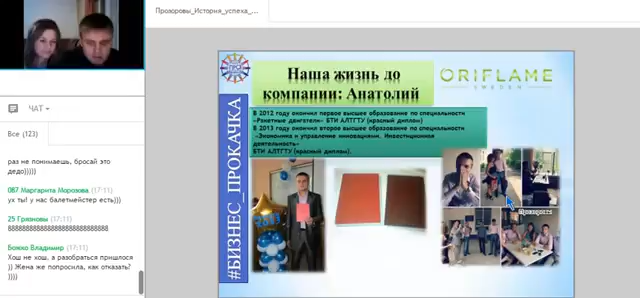 Прозоровы_История_успеха_...
ЧАТ
Все (123)
раз не понимаешь, бросай это
дедо)))))
087 Маргарита Морозова (17:11)
ух ты! у нас балетмейстер есть)))
25 Грязновы (17:11)
88888888888888888888888888888
Божко Владимир (17:11)
Хош не хош, а разобраться пришлося
)) Жена же попросила, как отказать?
))))
#БИЗНЕС_ПРОКАЧКА
Наша жизнь до
компании: Анатолий
ORIFLAME
SWEDEN
В 2012 году окончил первое высшее образование по специальности
«Ракетные двигатели» БТИ АЛТГТУ (красный диплом)
В 2013 году окончил второе высшее образование по специальности
«Экономика и управление инновациями. Инвестиционная
деятельность»
БТИ АЛТГТУ (красный диплом).